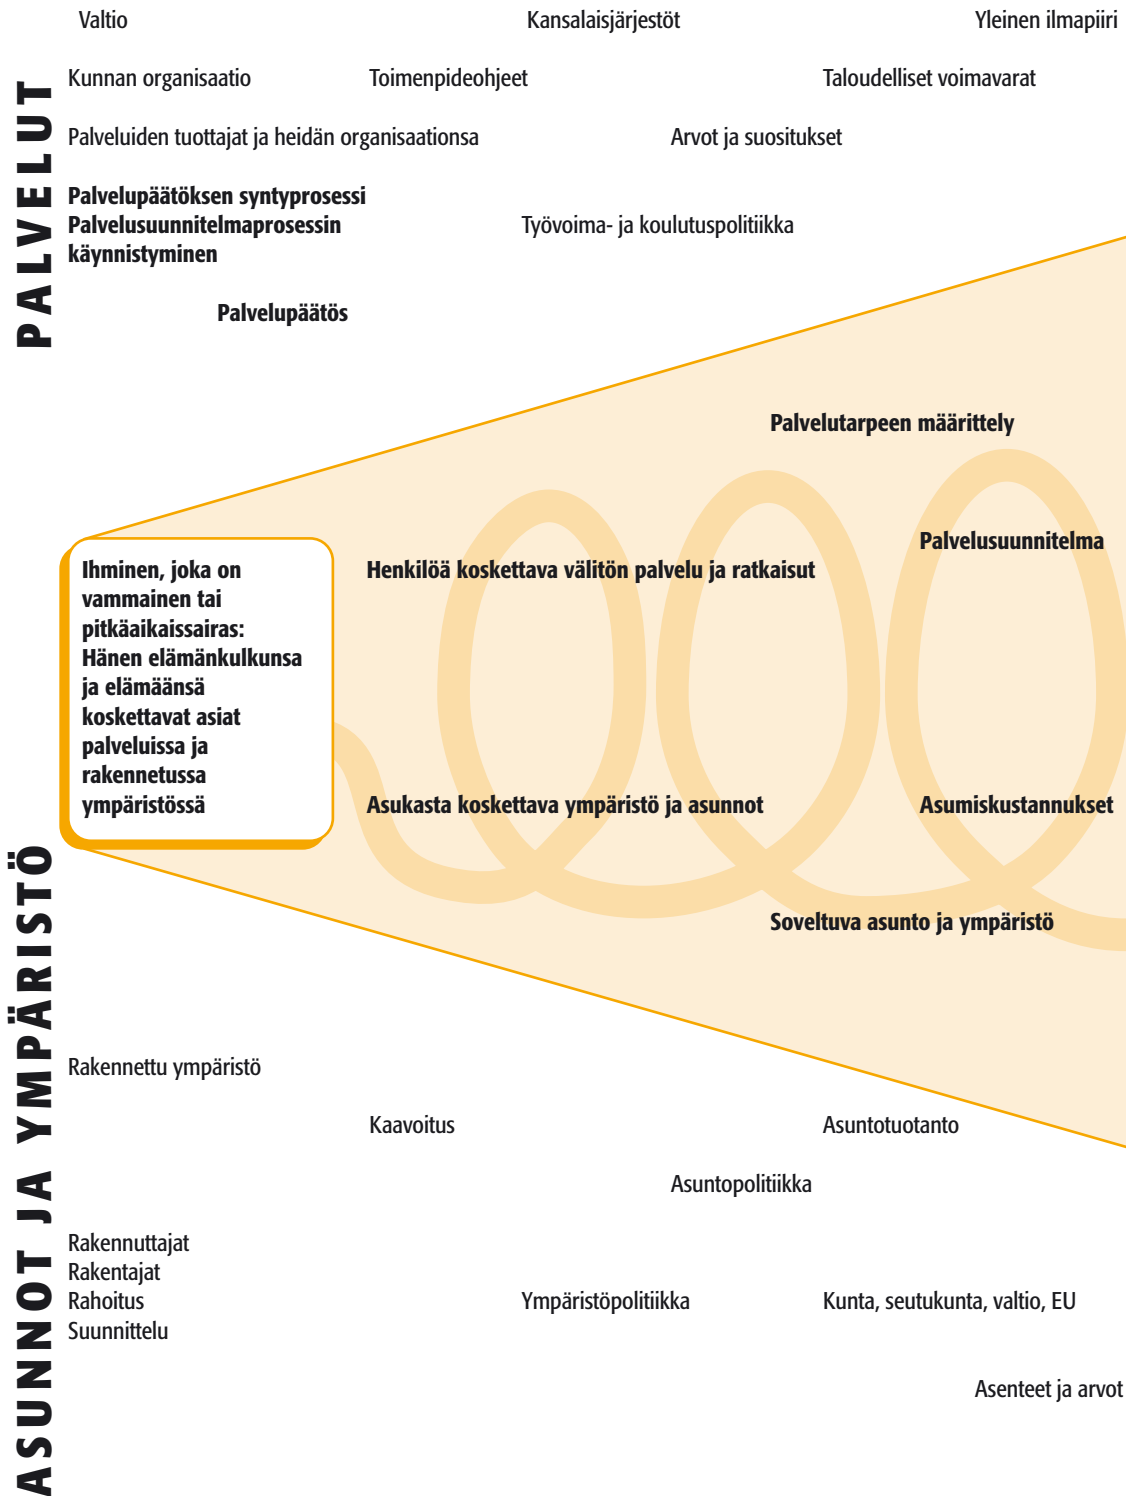 PALVELUT
Valtio
Kansalaisjärjestöt
Yleinen ilmapiiri
Kunnan organisaatio
Toimenpideohjeet
Taloudelliset voimavarat
Palveluiden tuottajat ja heidän organisaationsa
Arvot ja suositukset
Palvelupäätöksen syntyprosessi
Palvelusuunnitelmaprosessin
käynnistyminen
Työvoima- ja koulutuspolitiikka
Palvelupäätös
Palvelutarpeen määrittely
Palvelusuunnitelma
Ihminen, joka on
vammainen tai
pitkäaikaissairas:
Hänen elämänkulkunsa
ja elämäänsä
koskettavat asiat
palveluissa ja
rakennetussa
ympäristössä
Henkilöä koskettava välitön palvelu ja ratkaisut
Asukasta koskettava ympäristö ja asunnot
Asumiskustannukset
Soveltuva asunto ja ympäristö
ASUNNOT JA YMPÄRISTÖ
Rakennettu ympäristö
Kaavoitus
Asuntotuotanto
Asuntopolitiikka
Rakennuttajat
Rakentajat
Rahoitus
Suunnittelu
Ympäristöpolitiikka
Kunta, seutukunta, valtio, EU
Asenteet ja arvot